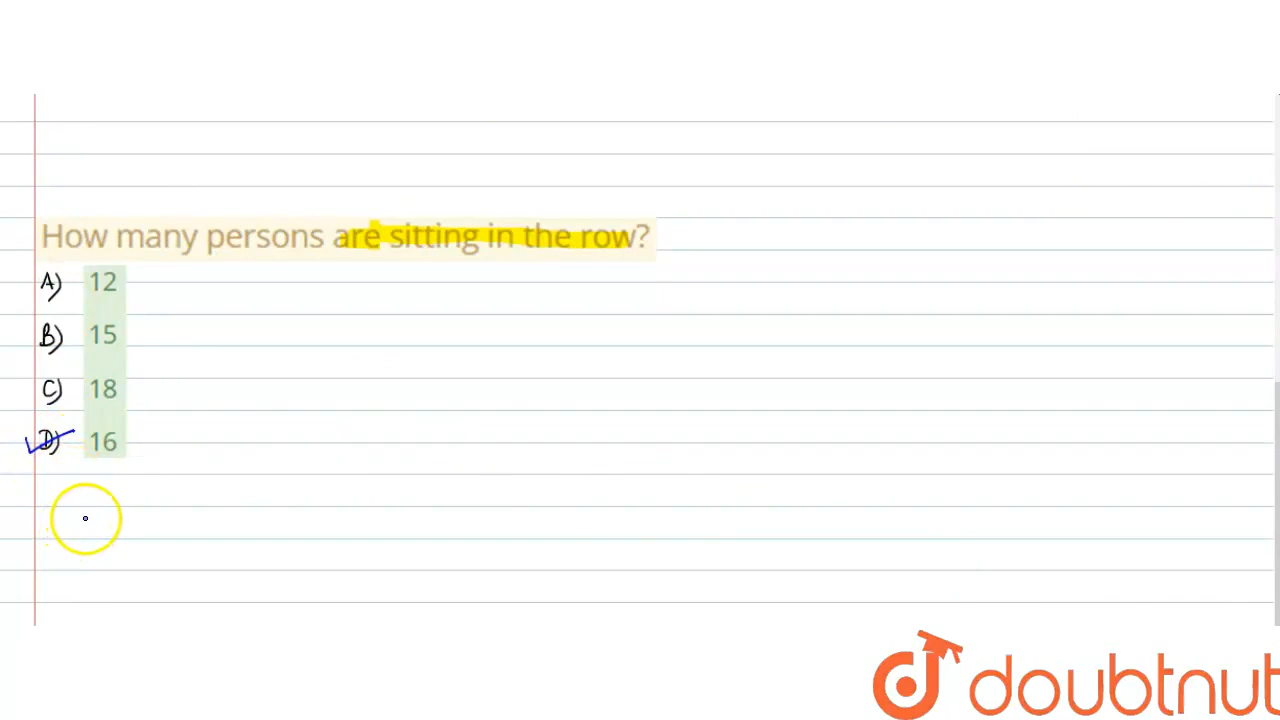 How many persons are sitting in the row?
A) 12
B) 15
C) 18
D) 16
doubtnut